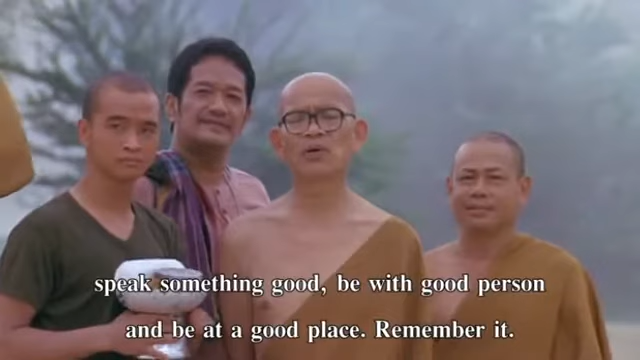 speak something good, be with good person
and be at a good place. Remember it.